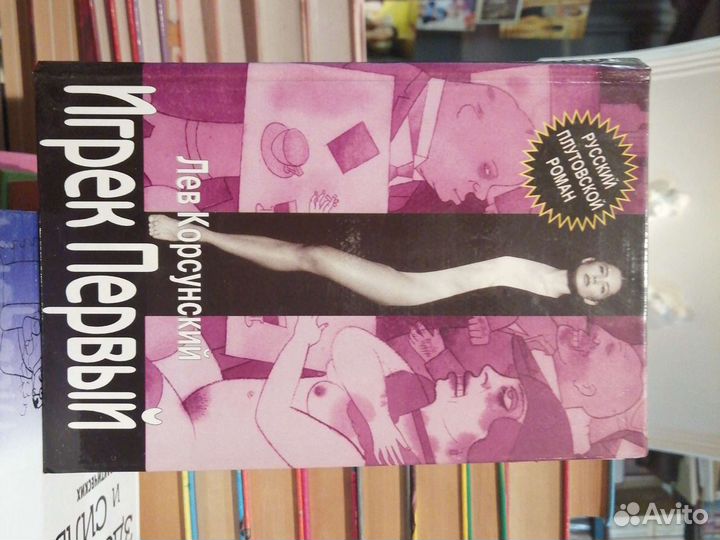 РУССКИЙ
ПЛУТОВСКОЙ
РОМАН
Лев Корсунский
Игрек Первый
И
Avito